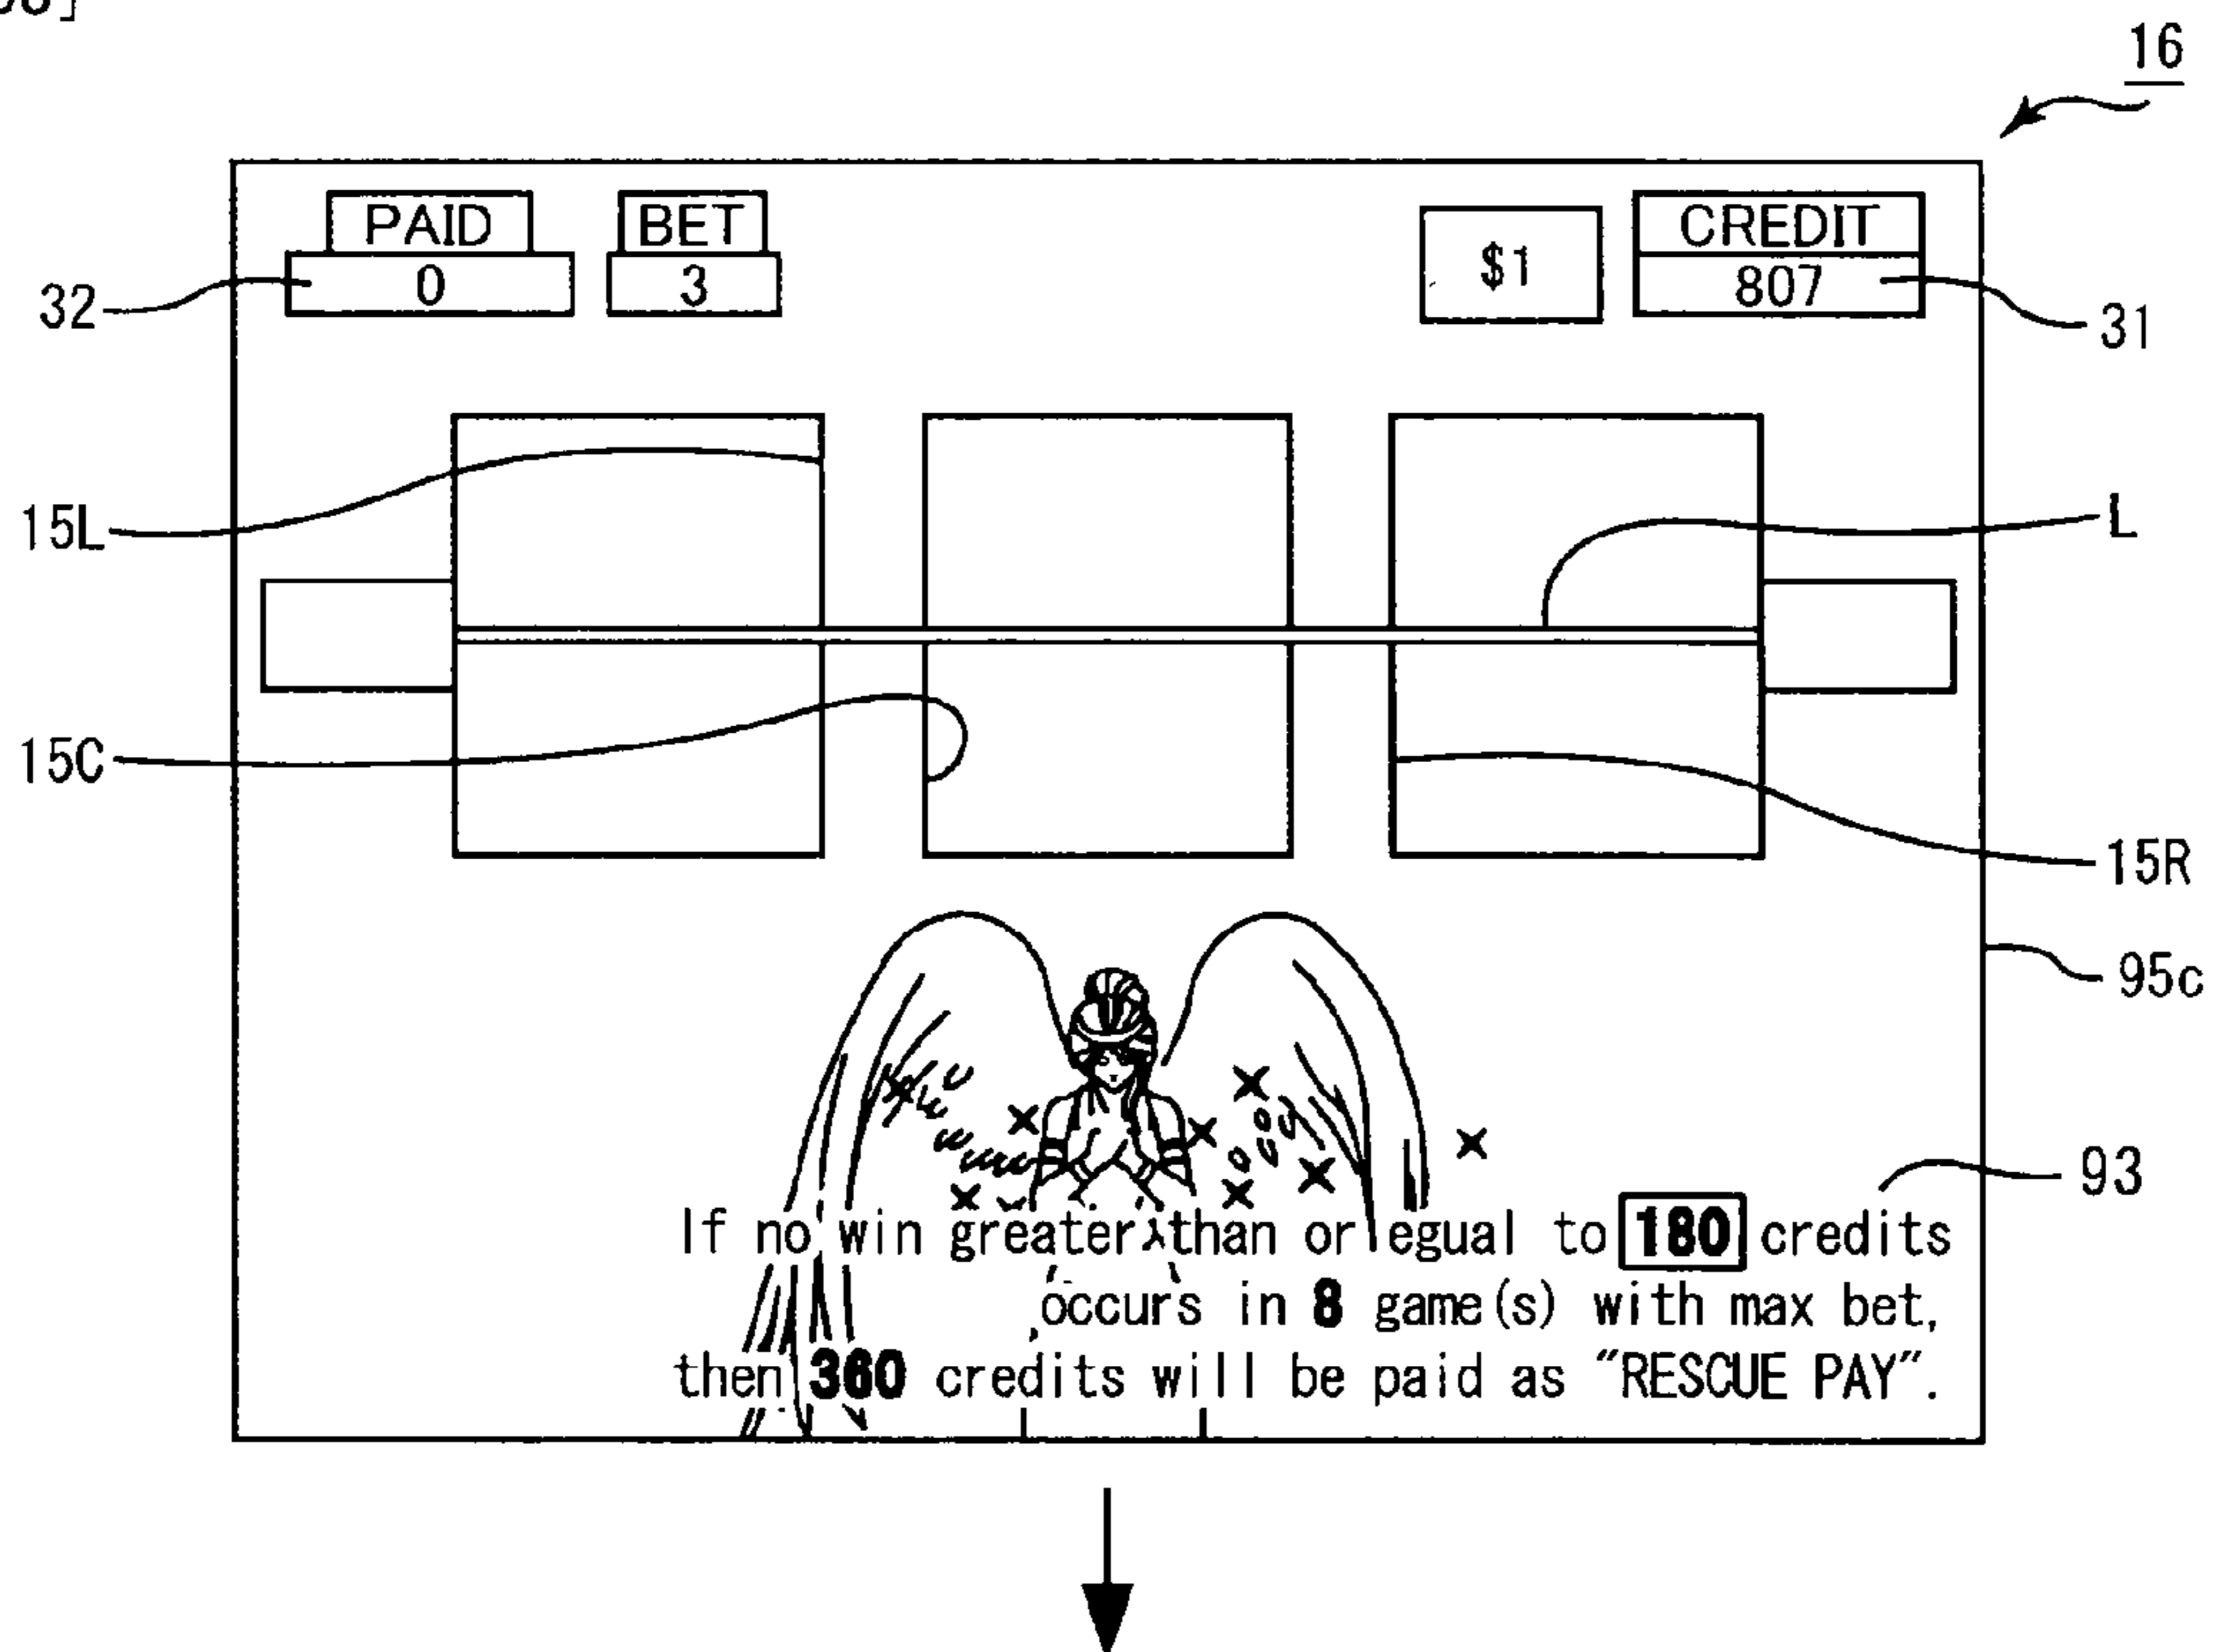 16
PAID BET CREDIT
$1
32 0 3 807 31
15L L
15C
15R
95c
93
If no win greater than or egual to 180 credits
occurs in 8 game(s) with max bet,
then 360 credits will be paid as "RESCUE PAY".